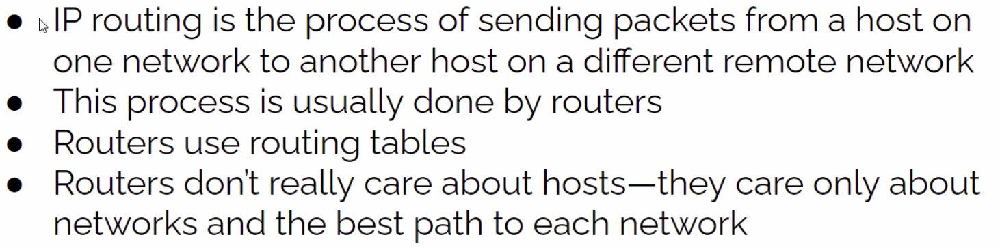 ● IP routing is the process of sending packets from a host on
one network to another host on a different remote network
● This process is usually done by routers
● Routers use routing tables
● Routers don’t really care about hosts—they care only about
networks and the best path to each network